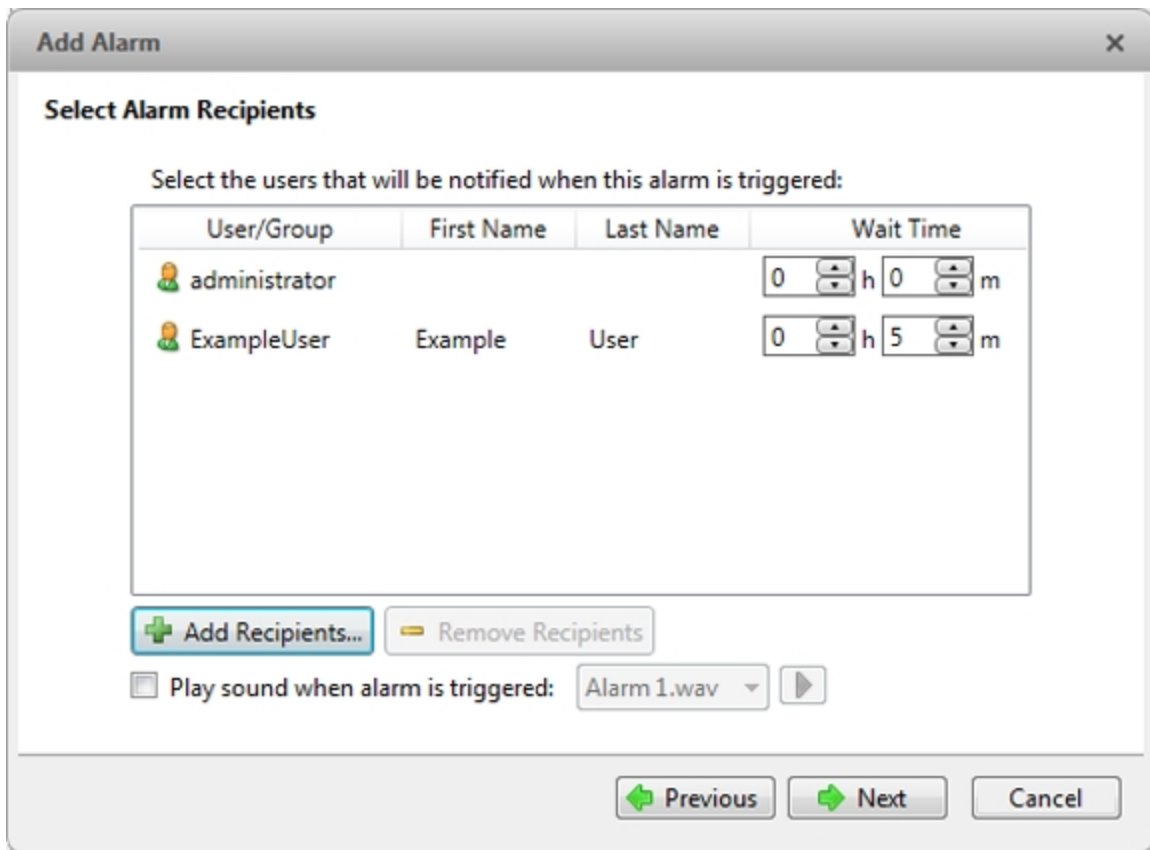 Add Alarm
Select Alarm Recipients
Select the users that will be notified when this alarm is triggered:
User/Group First Name Last Name Wait Time
administrator 0 h 0 m
ExampleUser Example User 0 h 5 m
Add Recipients... Remove Recipients
Play sound when alarm is triggered: Alarm 1.wav
Previous Next Cancel